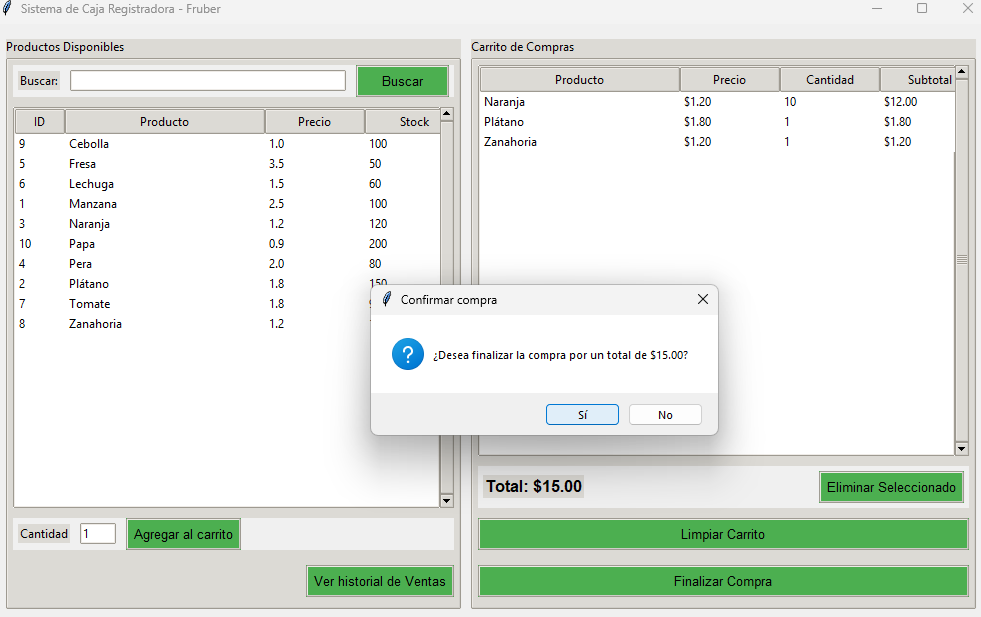 Sistema de Caja Registradora - Fruber
Productos Disponibles
Buscar:
Buscar
ID Producto Precio Stock
9 Cebolla 1.0 100
5 Fresa 3.5 50
6 Lechuga 1.5 60
1 Manzana 2.5 100
3 Naranja 1.2 120
10 Papa 0.9 200
4 Pera 2.0 80
2 Plátano 1.8 150
7 Tomate 1.8
8 Zanahoria 1.2
Cantidad 1 Agregar al carrito
Ver historial de Ventas
Carrito de Compras
Producto Precio Cantidad Subtotal
Naranja $1.20 10 $12.00
Plátano $1.80 1 $1.80
Zanahoria $1.20 1 $1.20
Confirmar compra
¿Desea finalizar la compra por un total de $15.00?
Sí No
Total: $15.00
Eliminar Seleccionado
Limpiar Carrito
Finalizar Compra